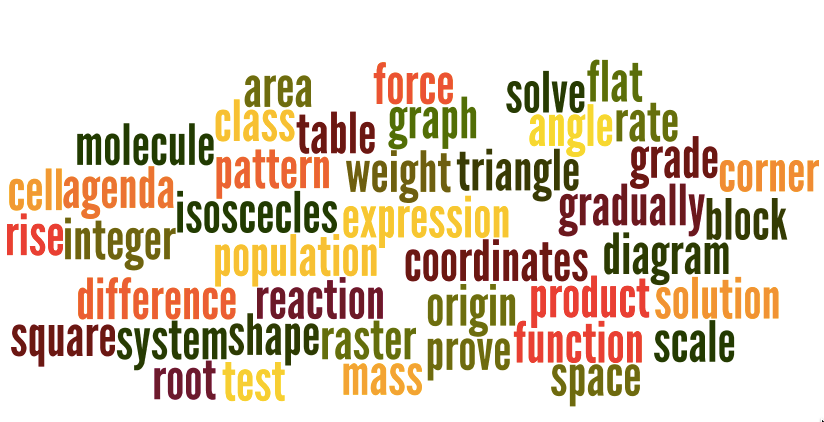 area force solve flat
class table graph angle rate
molecule pattern weight triangle grade corner
cell agenda isoscecles expression gradually block
rise integer population coordinates diagram
difference reaction origin product solution
square system shape raster prove function scale
root test mass space